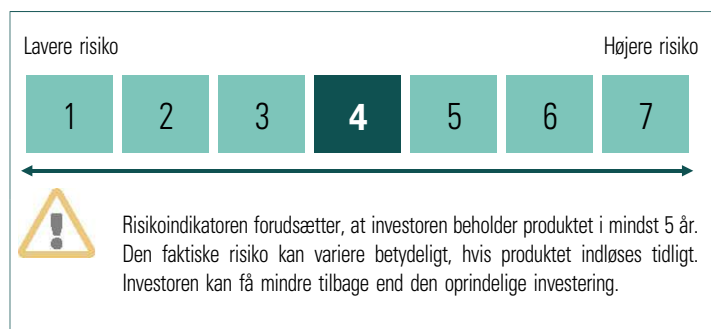 Lavere risiko Højere risiko
1 2 3 4 5 6 7
Risikoindikatoren forudsætter, at investoren beholder produktet i mindst 5 år.
Den faktiske risiko kan variere betydeligt, hvis produktet indløses tidligt.
Investoren kan få mindre tilbage end den oprindelige investering.